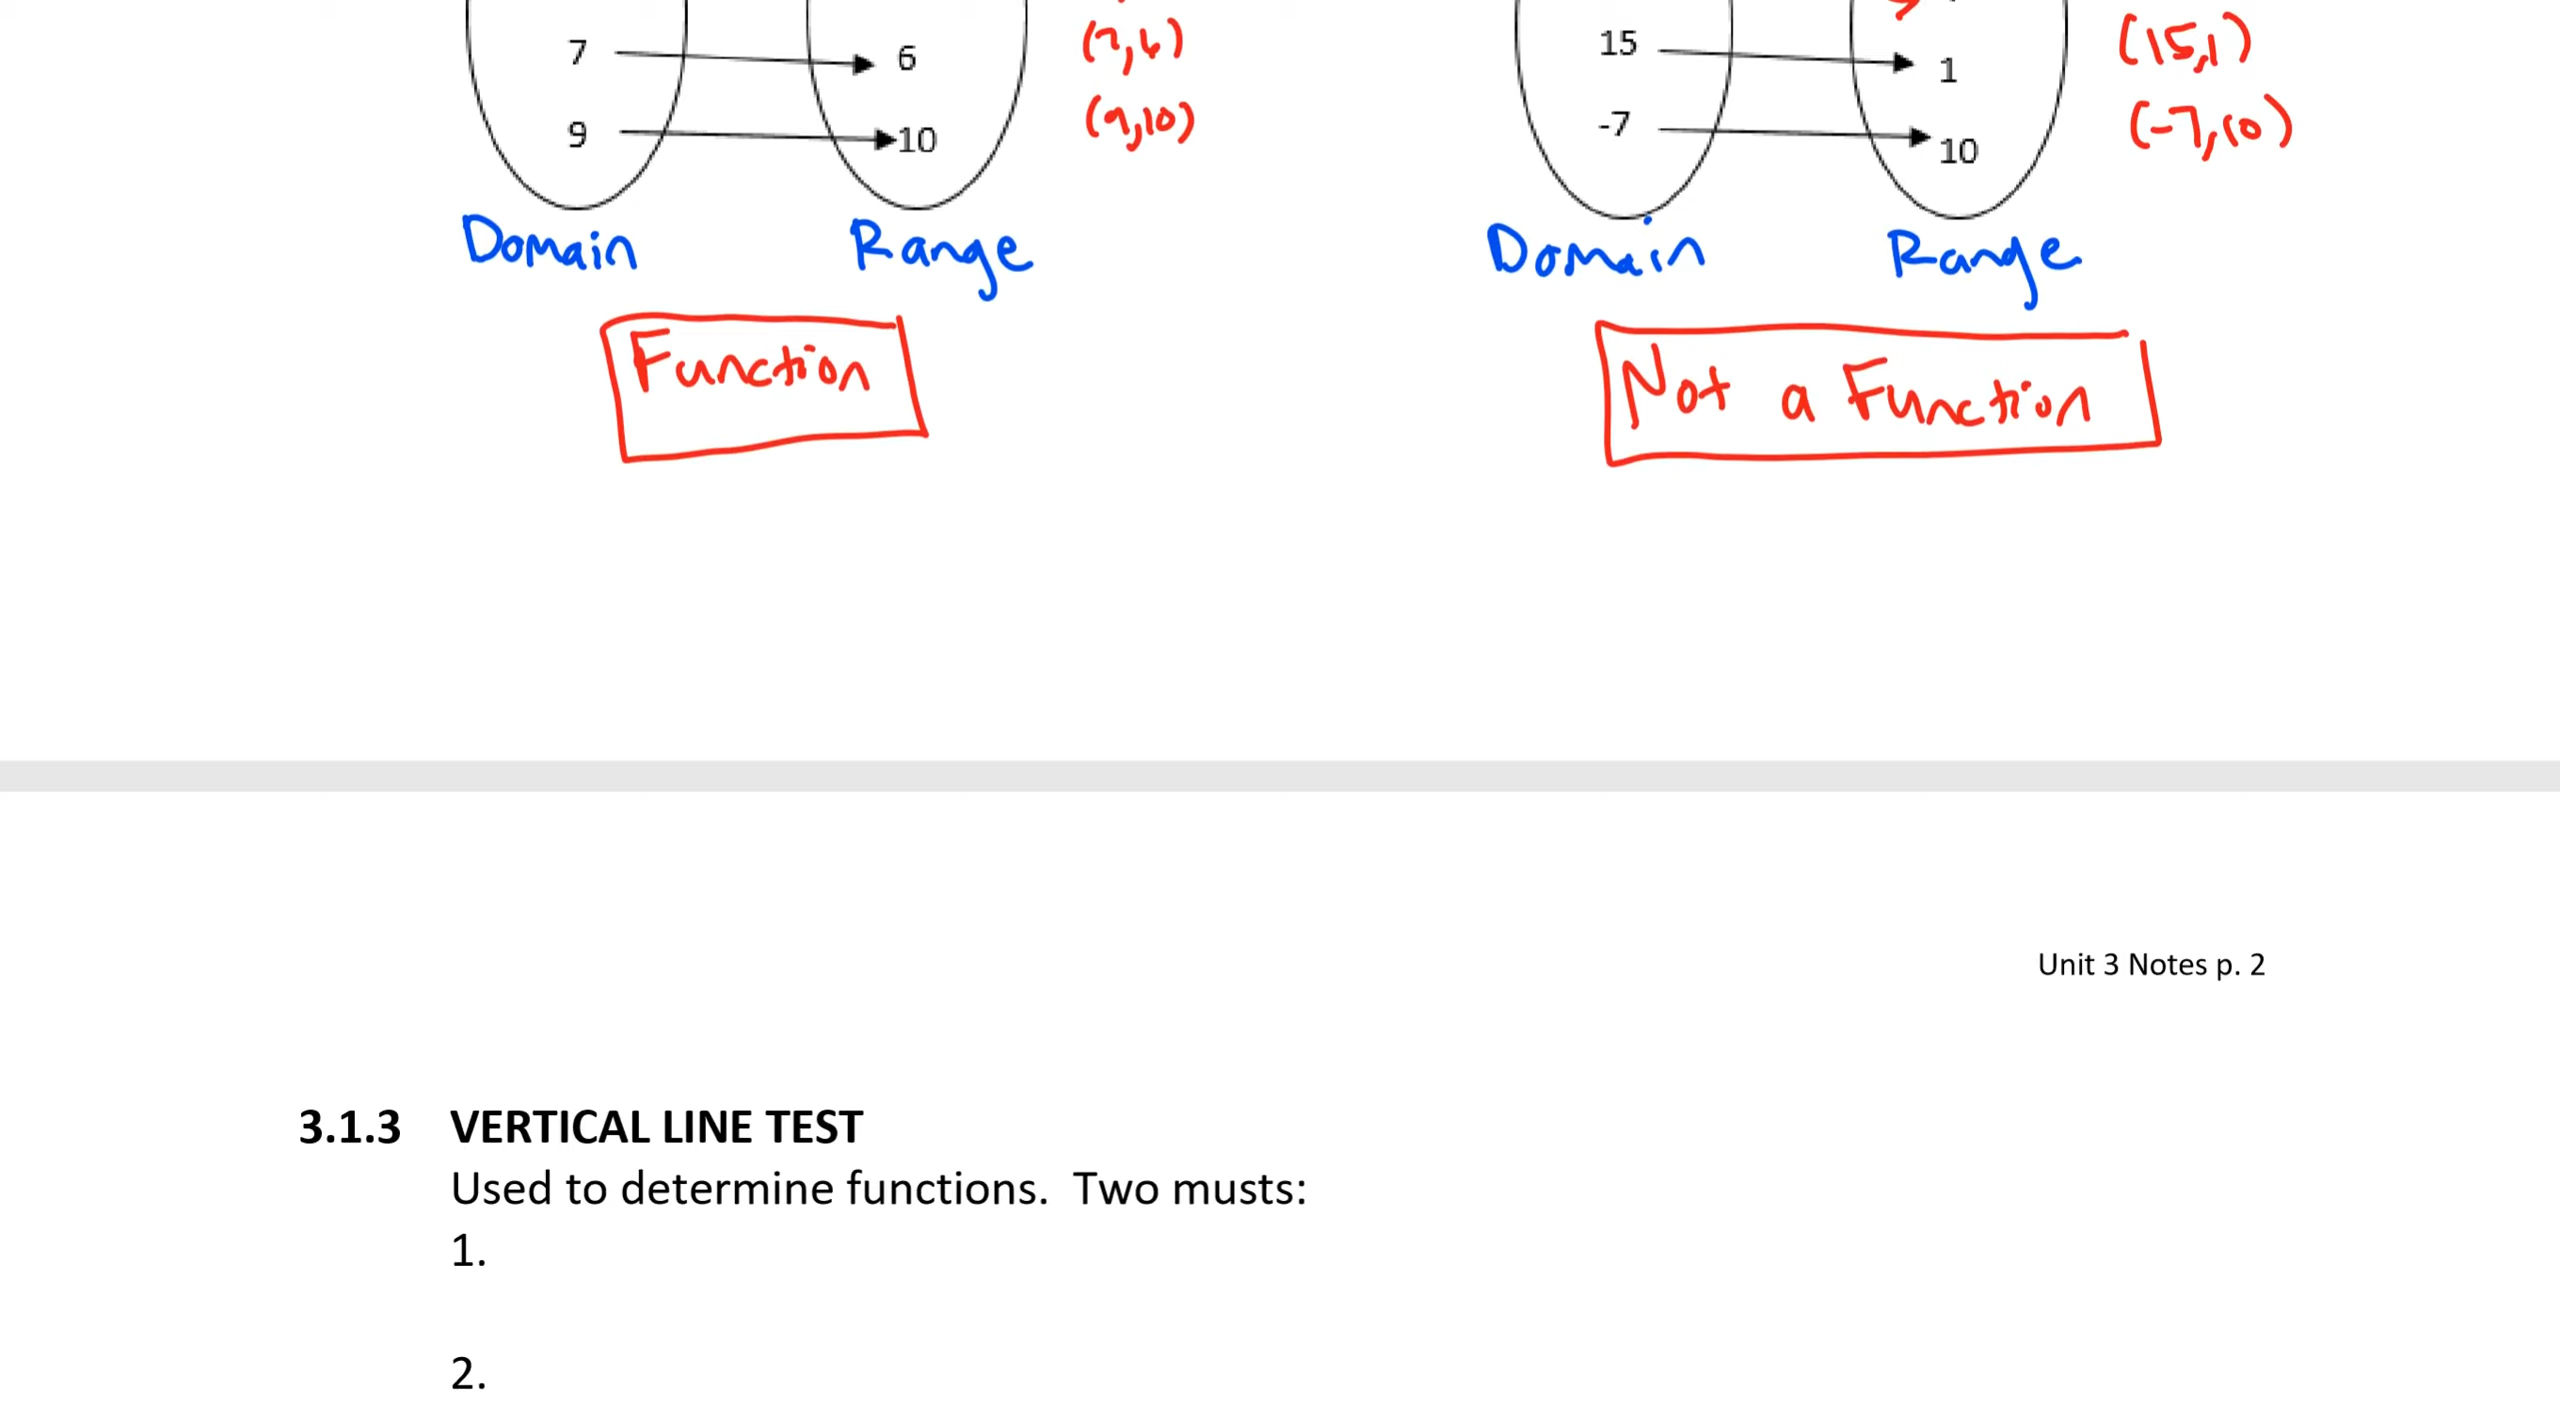 7 6 (7,6)
9 10 (9,10)
15 1 (15,1)
-7 10 (-7,10)
Domain Range
Domain Range
Function
Not a Function
Unit 3 Notes p. 2
3.1.3 VERTICAL LINE TEST
Used to determine functions. Two musts:
1.
2.